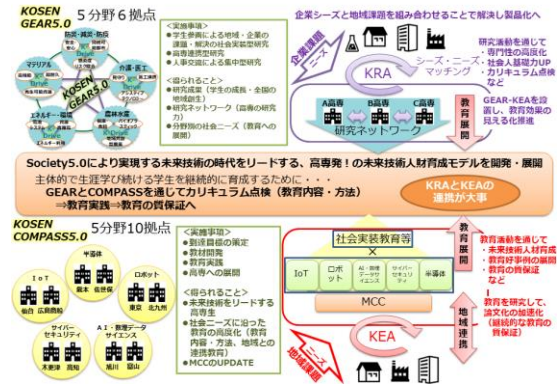 KOSEN
GEAR5.0
5分野6拠点
防災・減災・防疫
マテリアル
介護・医工
エネルギー・環境
農林水産
KOSEN
GEAR5.0
<実施事項>
●学生参画による地域・企業の
課題・解決の社会実装型研究
●高専連携型研究
●人事交流による集中型研究
<得られること>
●研究成果(学生の成長・全国の
地域創生)
●研究ネットワーク(高専の研究
力)
●分野別の社会ニーズ(教育への
展開)
企業シーズと地域課題を組み合わせることで解決し製品化へ
企業課題
ニーズ
KRA
シーズ・ニーズ・
マッチング
A高専
B高専
C高専
研究ネットワーク
研究活動を通じて
・専門性の高度化
・社会人基礎力UP
・カリキュラム点検
など
教育
展開
GEAR-KEAを設
置し、教育効果の
見える化推進
Society5.0により実現する未来技術の時代をリードする、高専発!の未来技術人財育成モデルを開発・展開
主体的で生涯学び続ける学生を継続的に育成するために・・・
GEARとCOMPASSを通じてカリキュラム点検(教育内容・方法)
⇒教育実践⇒教育の質保証へ
KRAとKEAの
連携が大事
KOSEN
COMPASS5.0
5分野10拠点
半導体
熊本 佐世保
IoT
仙台 広島商船
ロボット
東京 北九州
サイバー
セキュリティ
木更津 高知
AI・数理データ
サイエンス
旭川 富山
<実施事項>
●到達目標の策定
●教材開発
●教育実践
●高専への展開
<得られること>
●未来技術をリードする
高専生
●社会ニーズに沿った
教育の高度化(教育
内容・方法、地域との
連携教育)
●MCCのUPDATE
社会実装教育等
×
IoT
ロボット
AI・数理データサイエンス
サイバーセキュリティ
半導体
MCC
KEA
ニーズ
地域課題
教育
展開
地域
連携
教育活動を通じて
・未来技術人材育成
・教育好事例の展開
・教育の質保証
など
教育を研究して、
論文化の加速化
(継続的な教育の
質保証)